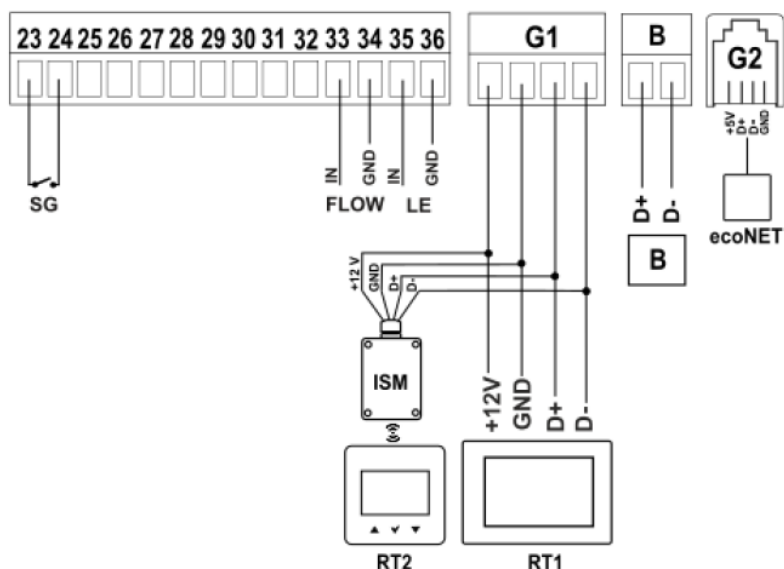 23 24 25 26 27 28 29 30 31 32 33 34 35 36
G1
B
G2
+5V
D+
D-
GND
IN
GND
IN
GND
SG
FLOW
LE
D+
D-
ecoNET
B
+12 V
GND
D+
D-
ISM
+12V
GND
D+
D-
RT2
RT1